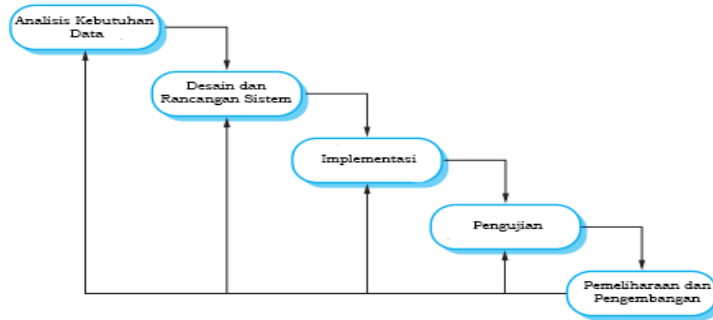 Analisis Kebutuhan
Data
Desain dan
Rancangan Sistem
Implementasi
Pengujian
Pemeliharaan dan
Pengembangan